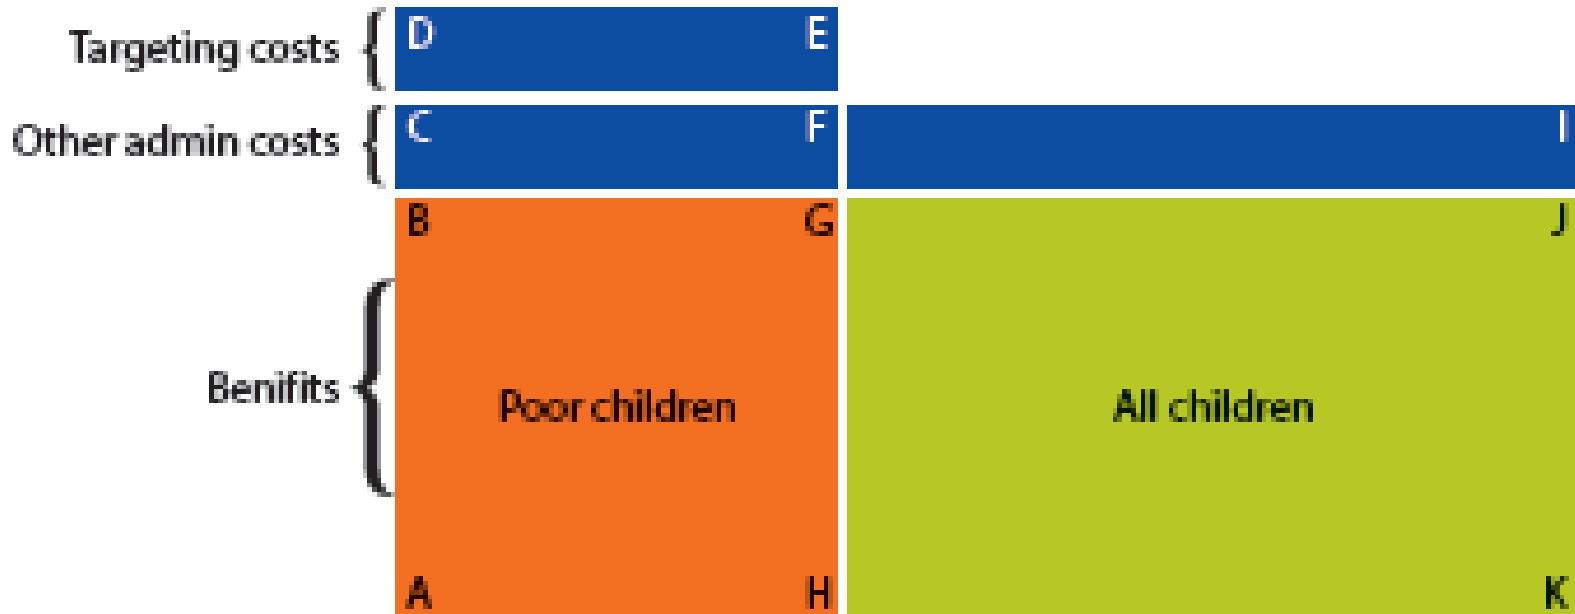 Targeting costs
D
E
Other admin costs
C
F
I
B
G
J
Benifits
Poor children
All children
A
H
K